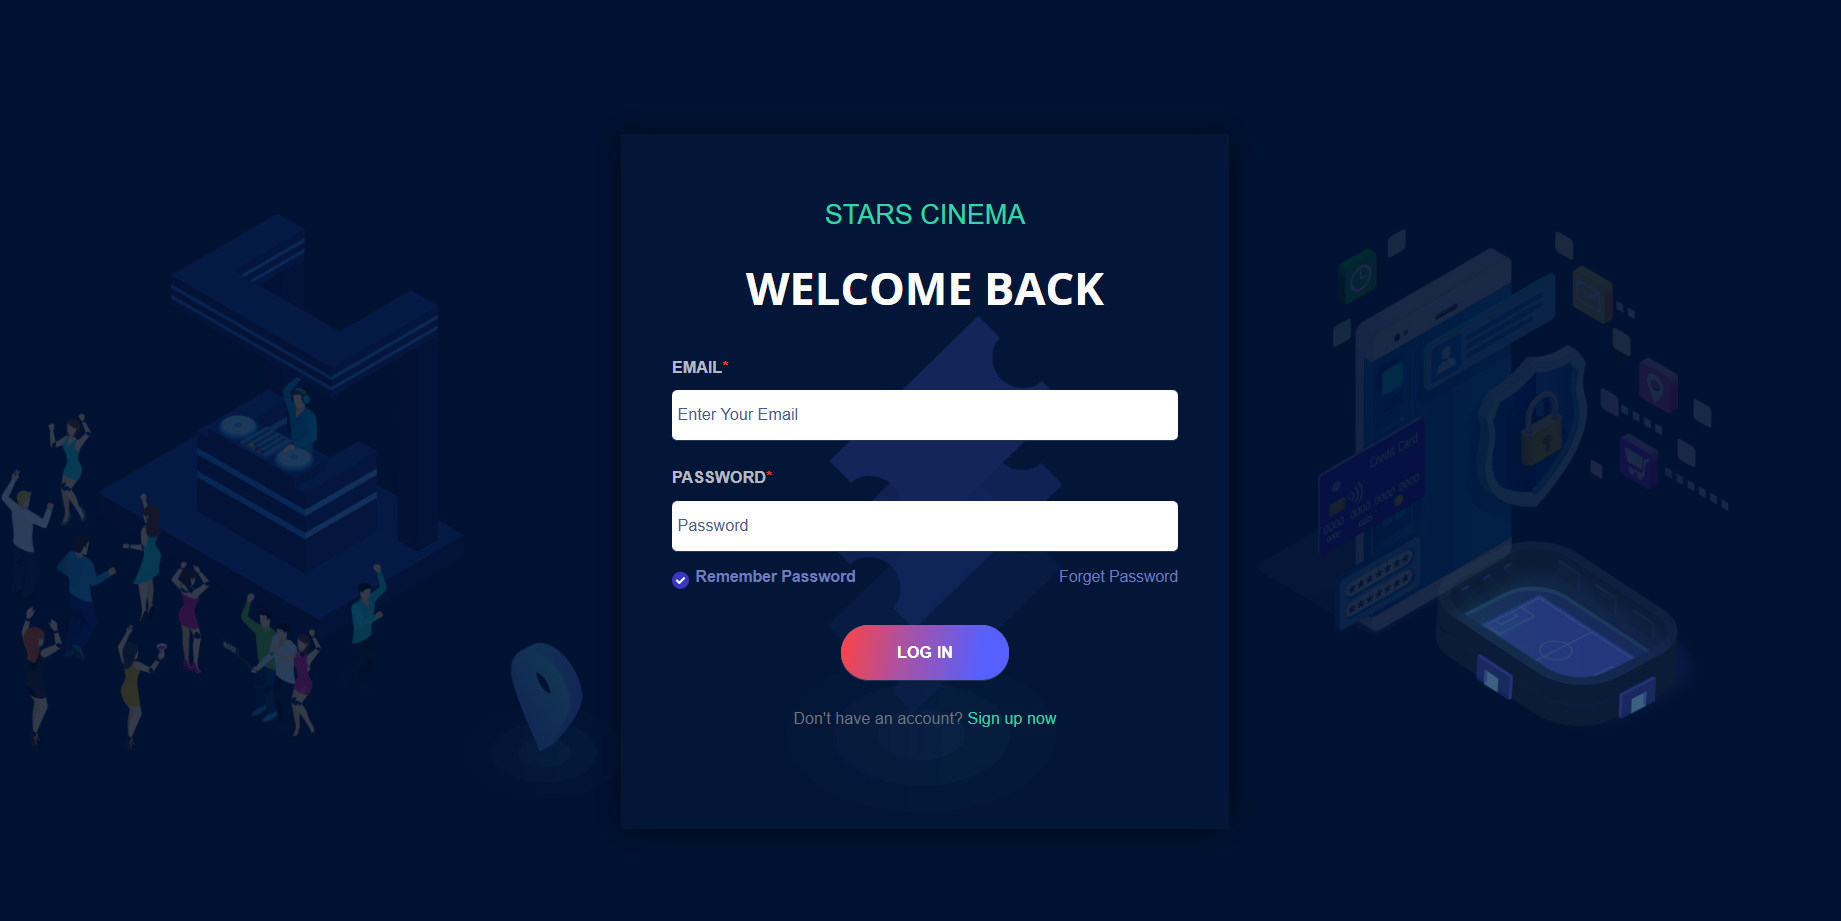 STARS CINEMA
WELCOME BACK
EMAIL*
Enter Your Email
PASSWORD*
Password
Remember Password
Forget Password
LOG IN
Don't have an account? Sign up now
Credit Card
0000 0000 0000 0000